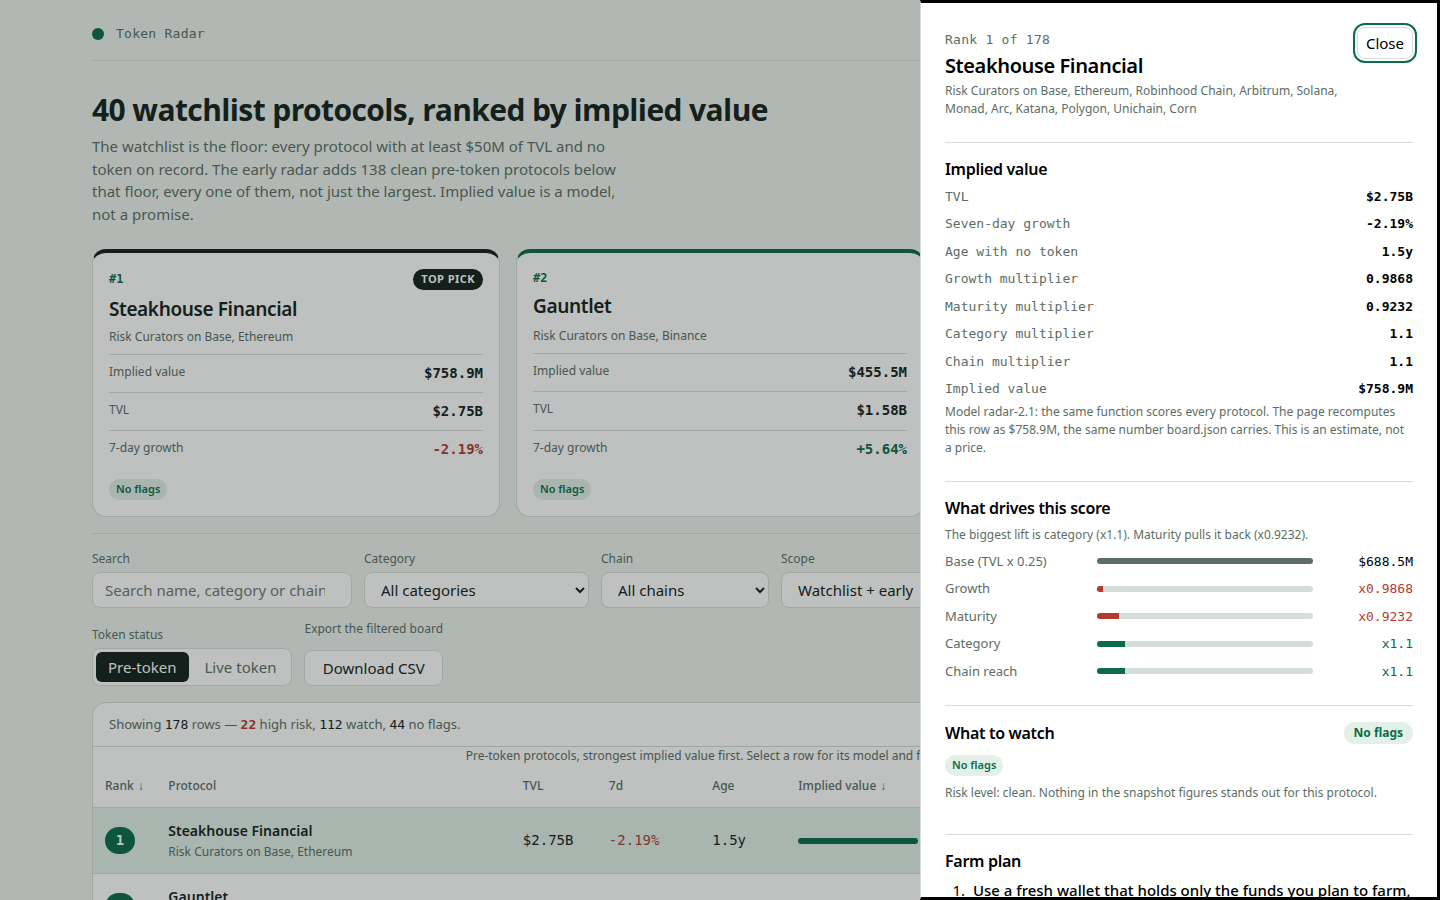 Token Radar
40 watchlist protocols, ranked by implied value
The watchlist is the floor: every protocol with at least $50M of TVL and no
token on record. The early radar adds 138 clean pre-token protocols below
that floor, every one of them, not just the largest. Implied value is a model,
not a promise.
#1
TOP PICK
Steakhouse Financial
Risk Curators on Base, Ethereum
Implied value $758.9M
TVL $2.75B
7-day growth -2.19%
No flags
#2
Gauntlet
Risk Curators on Base, Binance
Implied value $455.5M
TVL $1.58B
7-day growth +5.64%
No flags
Search
Search name, category or chain
Category
All categories
Chain
All chains
Scope
Watchlist + early
Token status
Pre-token Live token
Export the filtered board
Download CSV
Showing 178 rows — 22 high risk, 112 watch, 44 no flags.
Pre-token protocols, strongest implied value first. Select a row for its model and f
Rank ↓ Protocol TVL 7d Age Implied value ↓
1 Steakhouse Financial $2.75B -2.19% 1.5y
Risk Curators on Base, Ethereum
Gauntlet
Rank 1 of 178
Close
Steakhouse Financial
Risk Curators on Base, Ethereum, Robinhood Chain, Arbitrum, Solana,
Monad, Arc, Katana, Polygon, Unichain, Corn
Implied value
TVL $2.75B
Seven-day growth -2.19%
Age with no token 1.5y
Growth multiplier 0.9868
Maturity multiplier 0.9232
Category multiplier 1.1
Chain multiplier 1.1
Implied value $758.9M
Model radar-2.1: the same function scores every protocol. The page recomputes
this row as $758.9M, the same number board.json carries. This is an estimate, not
a price.
What drives this score
The biggest lift is category (x1.1). Maturity pulls it back (x0.9232).
Base (TVL x 0.25) $688.5M
Growth x0.9868
Maturity x0.9232
Category x1.1
Chain reach x1.1
What to watch
No flags
No flags
Risk level: clean. Nothing in the snapshot figures stands out for this protocol.
Farm plan
1. Use a fresh wallet that holds only the funds you plan to farm,